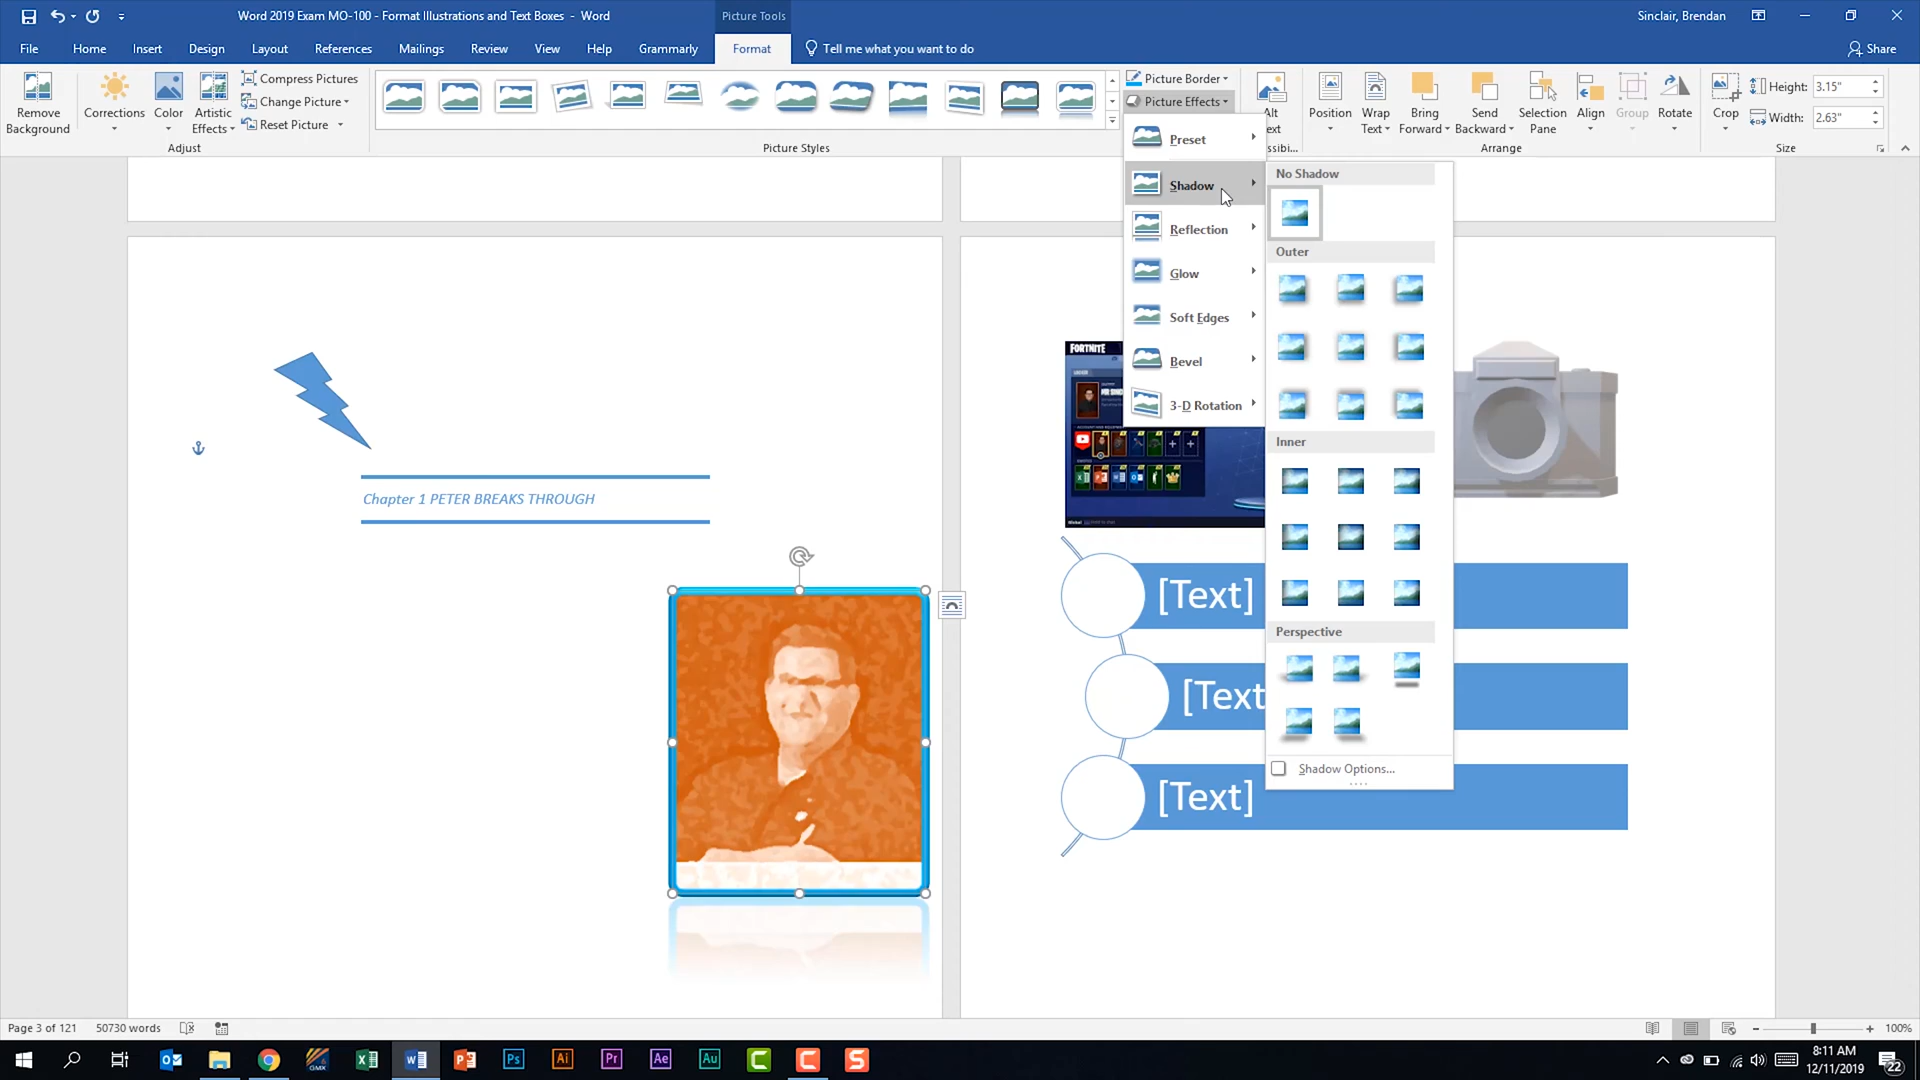 Word 2019 Exam MO-100 - Format Illustrations and Text Boxes - Word
Picture Tools
Sinclair, Brendan
File Home Insert Design Layout References Mailings Review View Help Grammarly Format Tell me what you want to do Share
Remove Background
Corrections
Color
Artistic Effects
Compress Pictures
Change Picture
Reset Picture
Adjust
Picture Styles
Picture Border
Picture Effects
Alt
Position
Wrap Text
Bring Forward
Send Backward
Selection Pane
Align
Group
Rotate
Arrange
Crop
Height: 3.15"
Width: 2.63"
Size
Preset
Shadow
Reflection
Glow
Soft Edges
Bevel
3-D Rotation
No Shadow
Outer
Inner
Perspective
Shadow Options...
Chapter 1 PETER BREAKS THROUGH
FORTNITE
[Text]
[Text
[Text]
Page 3 of 121 50730 words
100%
8:11 AM
12/11/2019
22